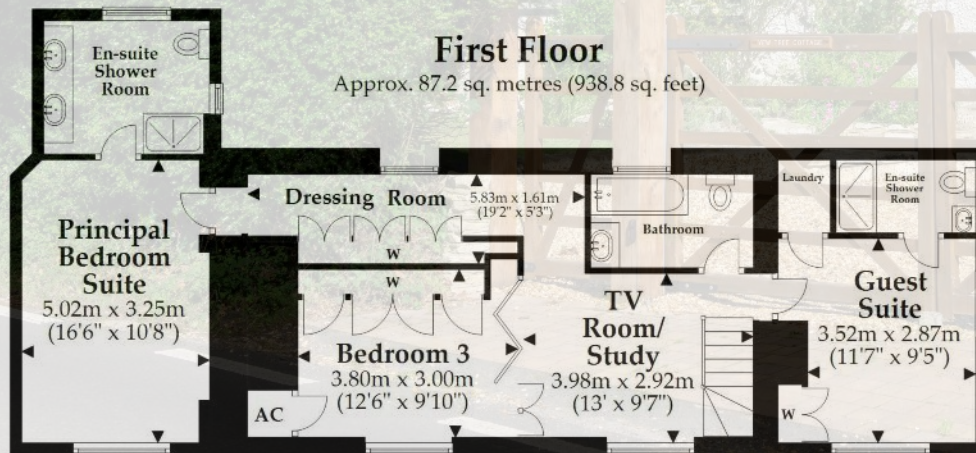 First Floor
Approx. 87.2 sq. metres (938.8 sq. feet)
En-suite
Shower
Room
Dressing Room
5.83m x 1.61m
(19'2" x 5'3")
W
Bathroom
Laundry
En-suite
Shower
Room
Principal
Bedroom
Suite
5.02m x 3.25m
(16'6" x 10'8")
W
Bedroom 3
3.80m x 3.00m
(12'6" x 9'10")
AC
TV
Room/
Study
3.98m x 2.92m
(13' x 9'7")
Guest
Suite
3.52m x 2.87m
(11'7" x 9'5")
W